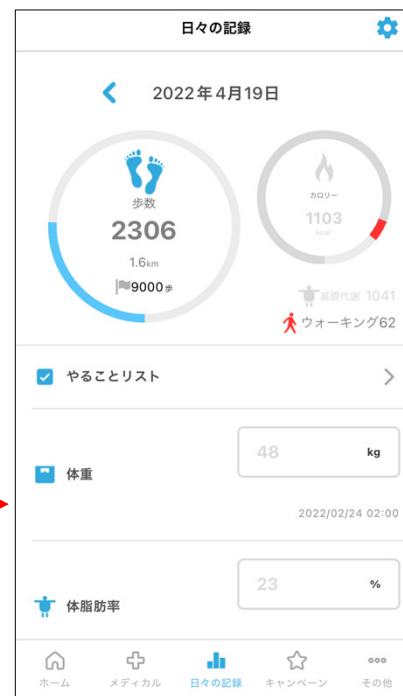 日々の記録
2022年4月19日
歩数
2306
1.6km
9000歩
カロリー
1103
kcal
基礎代謝 1041
ウォーキング62
やることリスト
体重
48 kg
2022/02/24 02:00
体脂肪率
23 %
ホーム メディカル 日々の記録 キャンペーン その他